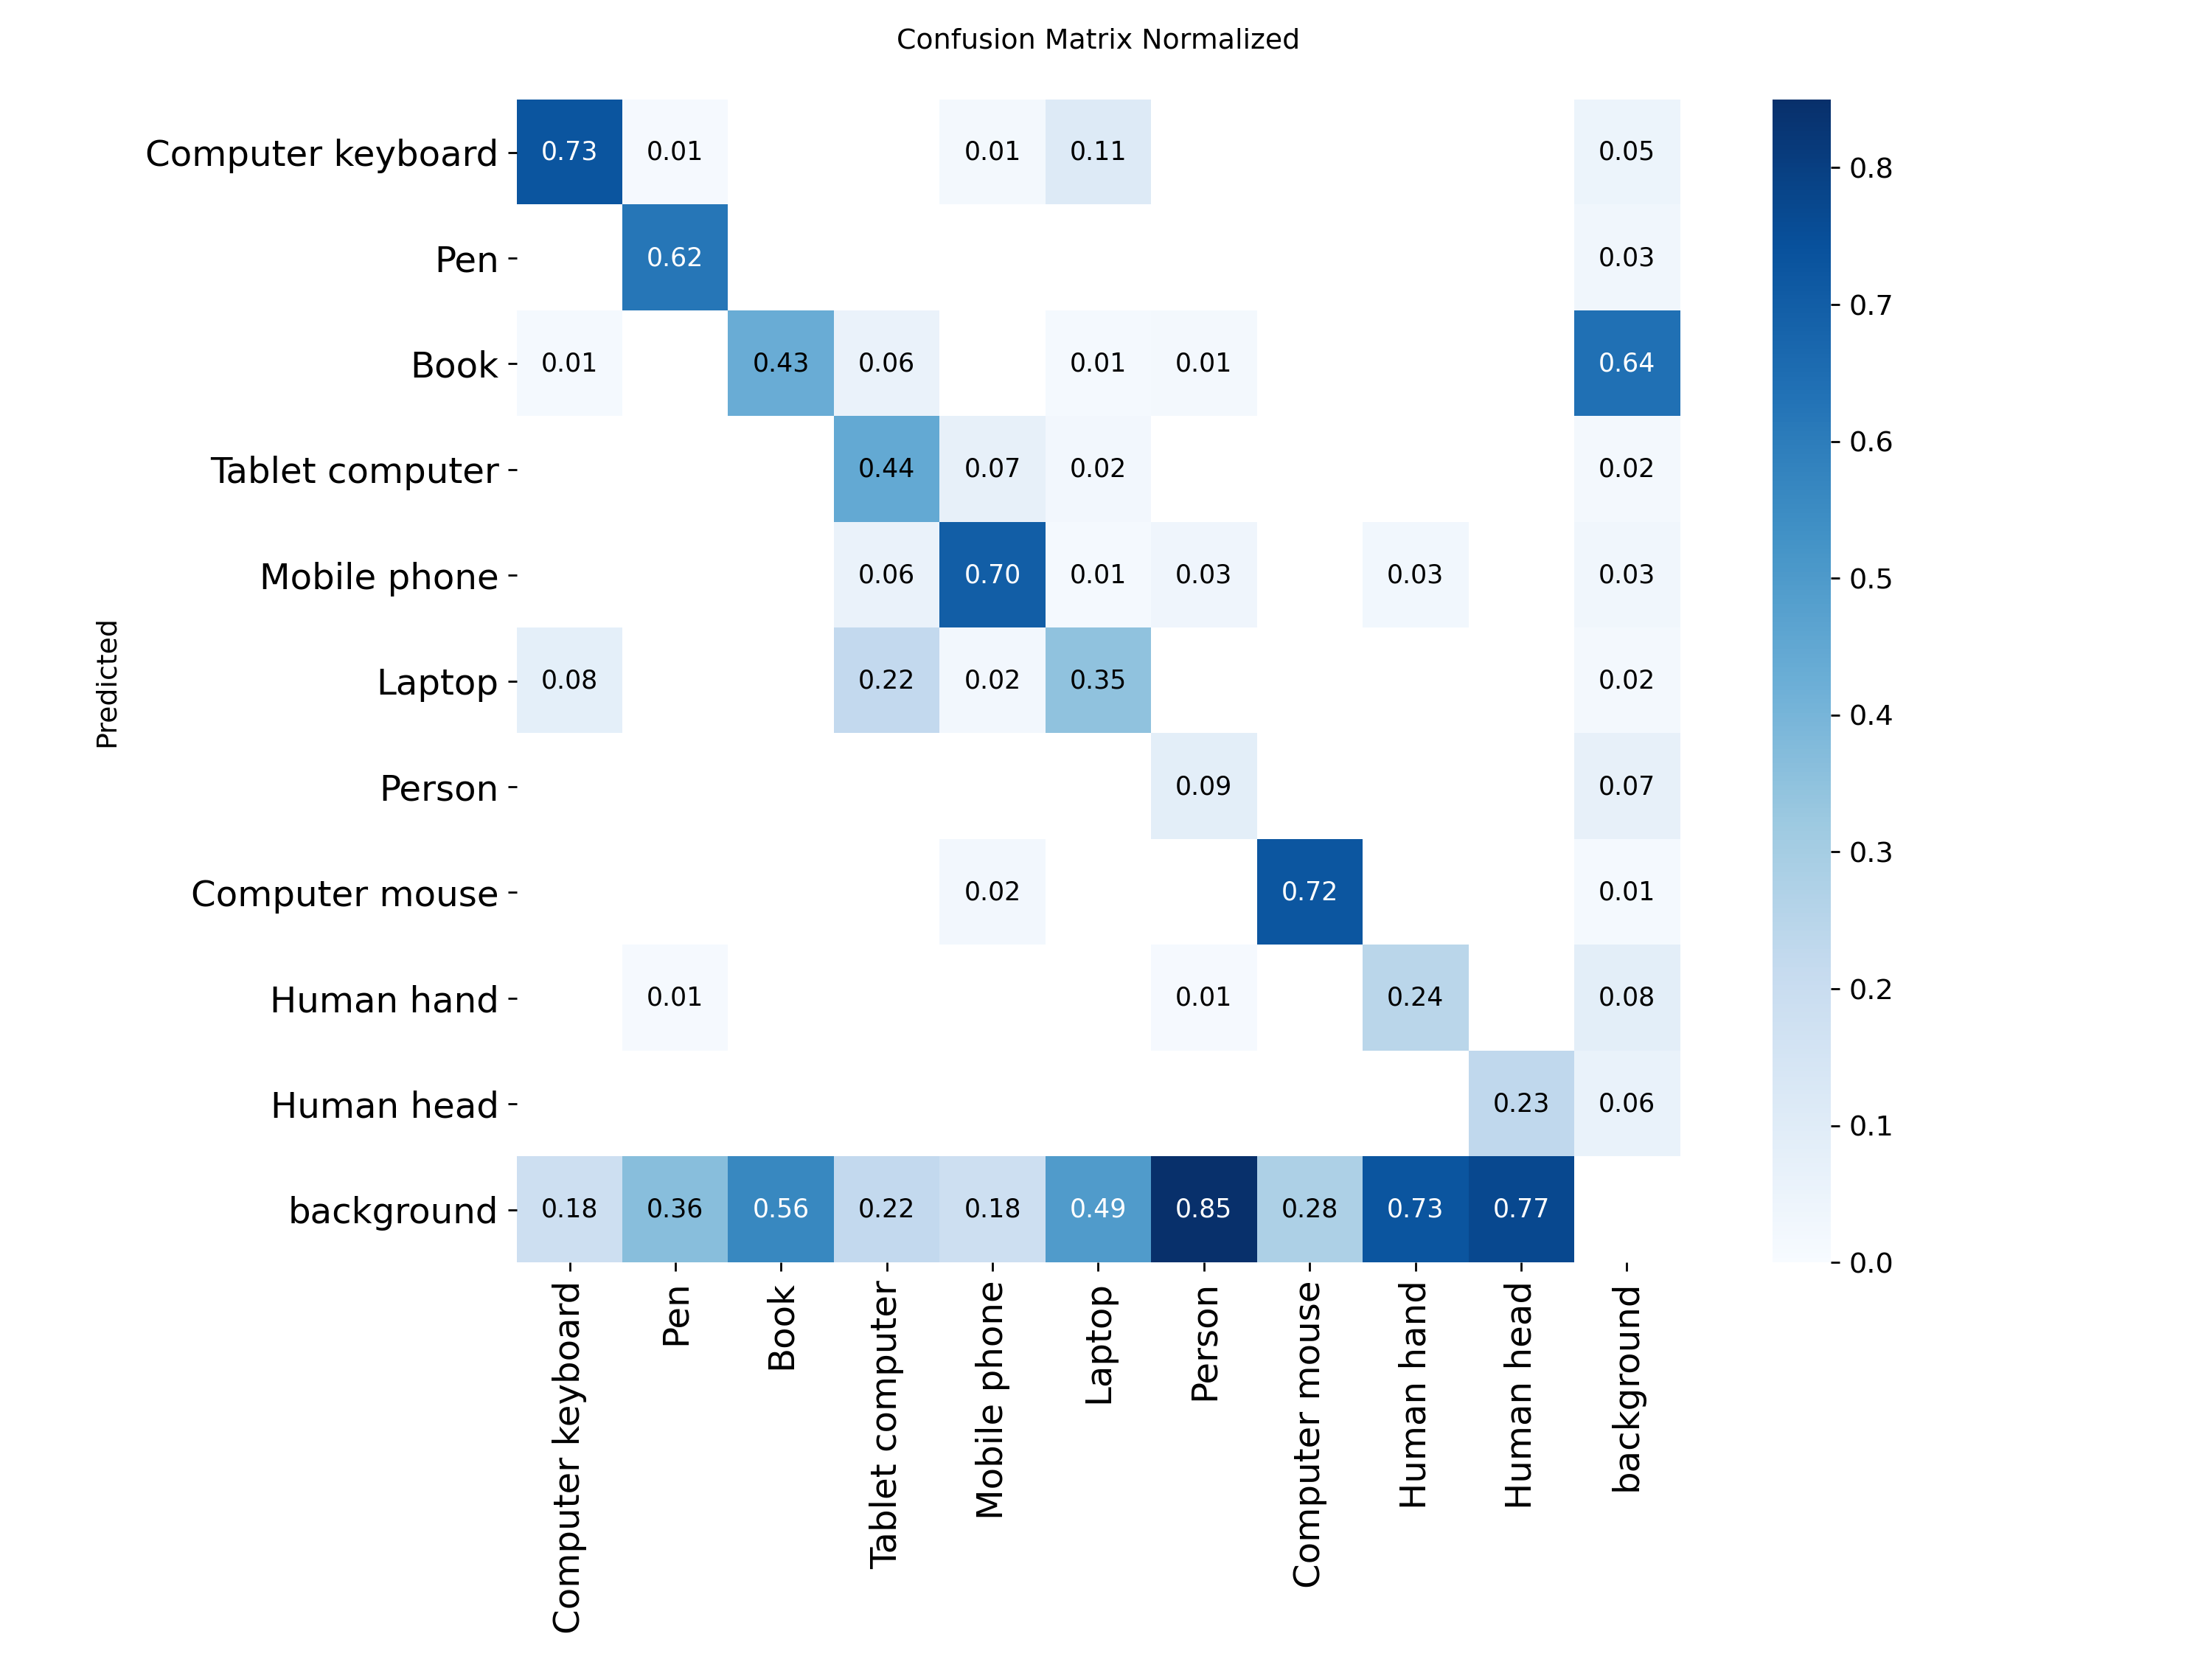 Confusion Matrix Normalized
Computer keyboard 0.73 0.01 0.01 0.11 0.05
Pen 0.62 0.03
Book 0.01 0.43 0.06 0.01 0.01 0.64
Tablet computer 0.44 0.07 0.02 0.02
Mobile phone 0.06 0.70 0.01 0.03 0.03 0.03
Laptop 0.08 0.22 0.02 0.35 0.02
Person 0.09 0.07
Computer mouse 0.02 0.72 0.01
Human hand 0.01 0.01 0.24 0.08
Human head 0.23 0.06
background 0.18 0.36 0.56 0.22 0.18 0.49 0.85 0.28 0.73 0.77
Predicted
Computer keyboard
Pen
Book
Tablet computer
Mobile phone
Laptop
Person
Computer mouse
Human hand
Human head
background
0.8
0.7
0.6
0.5
0.4
0.3
0.2
0.1
0.0